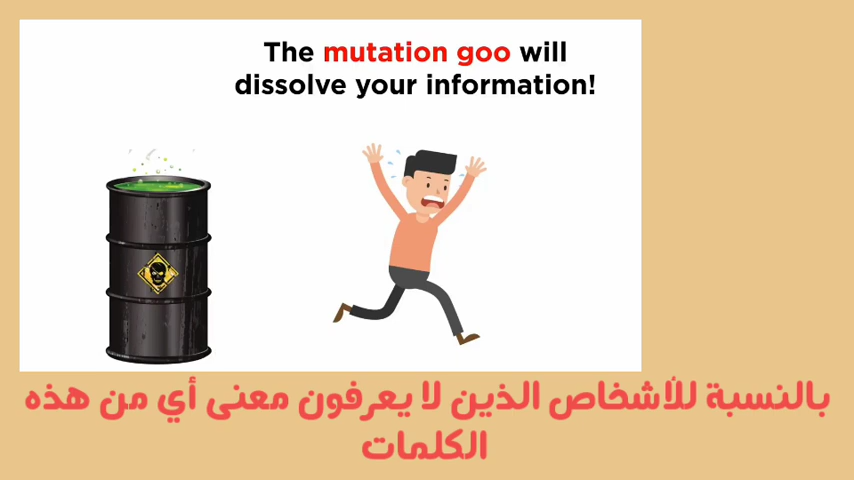 The mutation goo will
dissolve your information!
بالنسبة للأشخاص الذين لا يعرفون معنى أي من هذه
الكلمات